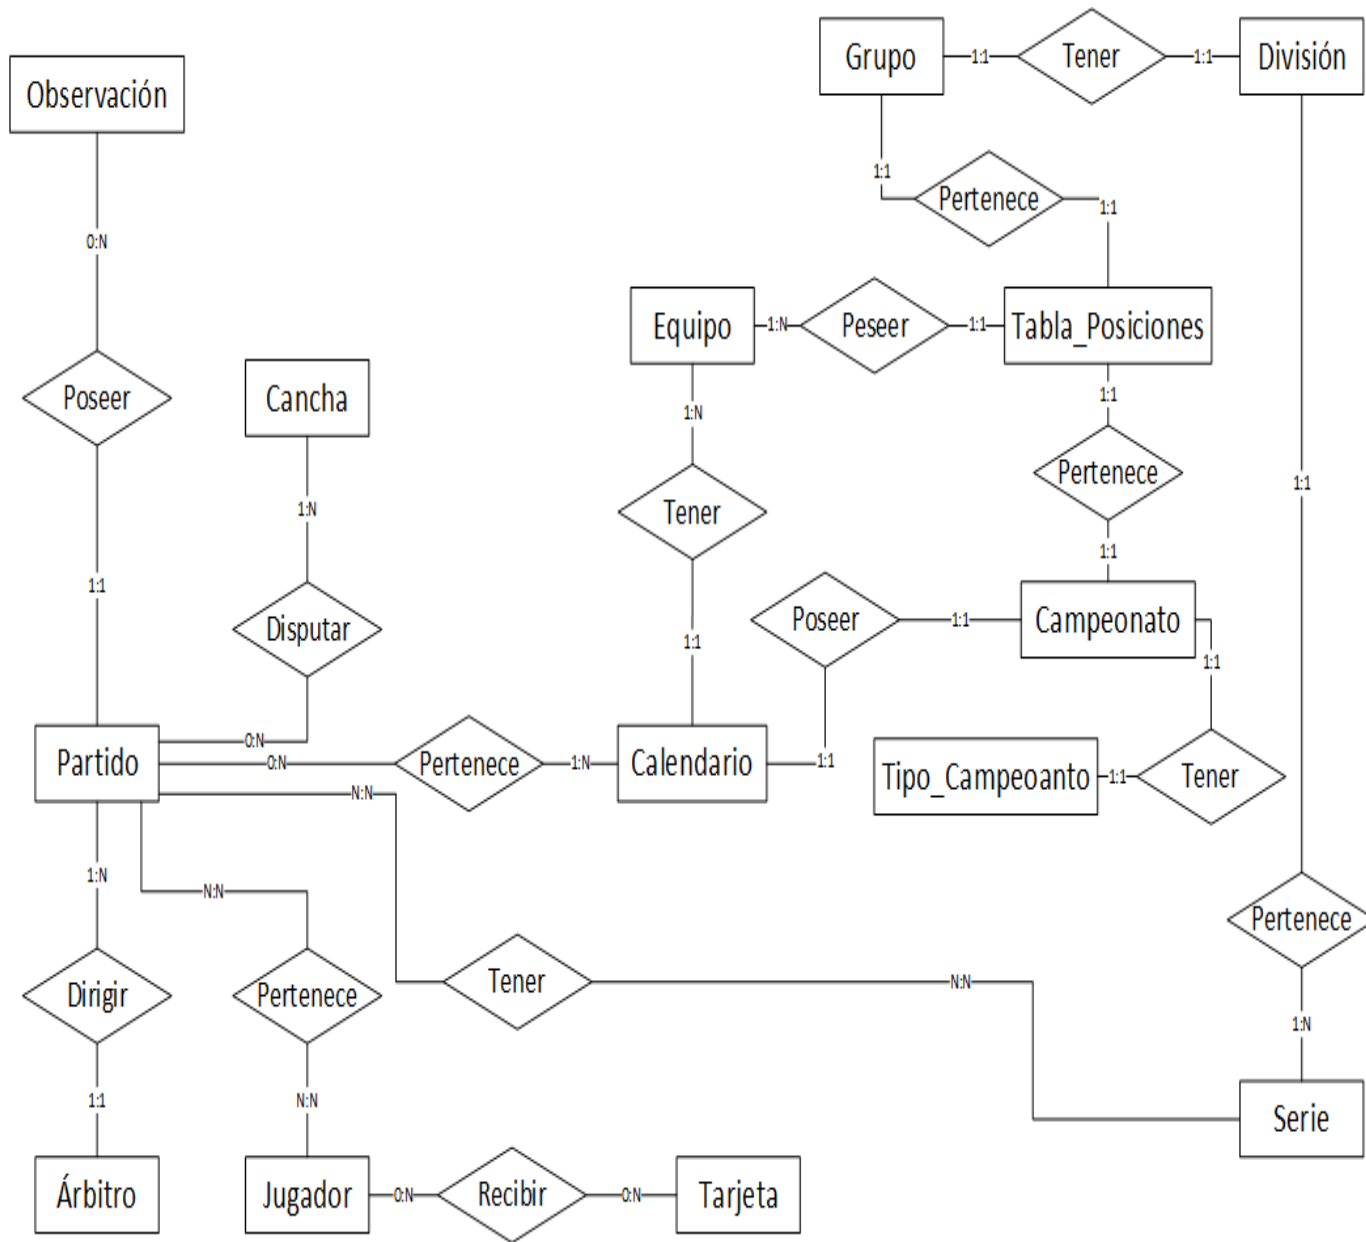 Grupo
1:1
Tener
1:1
División
Observación
1:1
Pertenece
1:1
0:N
Equipo
1:N
Peseer
1:1
Tabla_Posiciones
Poseer
Cancha
1:N
1:1
Pertenece
1:1
1:N
Tener
1:1
1:1
Disputar
1:1
Poseer
1:1
Campeonato
1:1
0:N
Partido
0:N
Pertenece
1:N
Calendario
1:1
Tipo_Campeoanto
1:1
Tener
N:N
1:N
N:N
Pertenece
Dirigir
Pertenece
Tener
N:N
1:N
1:1
N:N
Serie
Árbitro
Jugador
0:N
Recibir
0:N
Tarjeta